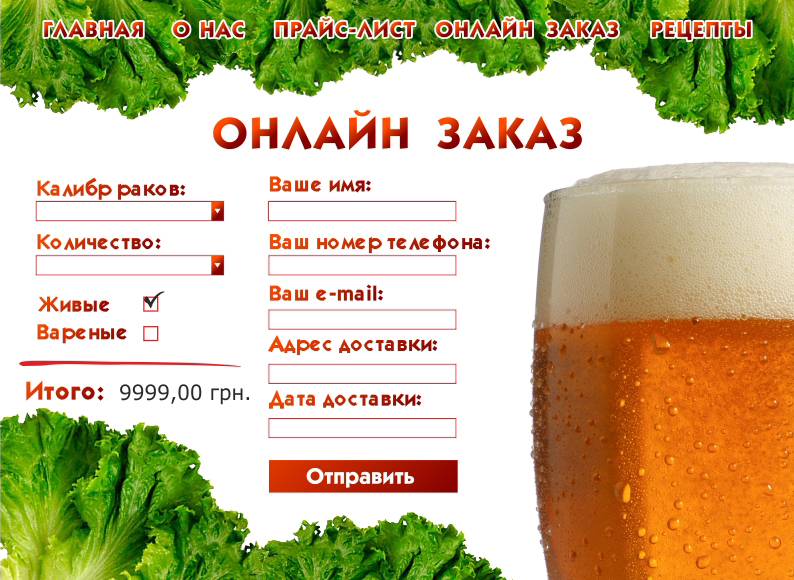 ГЛАВНАЯ О НАС ПРАЙС-ЛИСТ ОНЛАЙН ЗАКАЗ РЕЦЕПТЫ
ОНЛАЙН ЗАКАЗ
Калибр раков:
Количество:
Живые
Вареные
Итого: 9999,00 грн.
Ваше имя:
Ваш номер телефона:
Ваш e-mail:
Адрес доставки:
Дата доставки:
Отправить